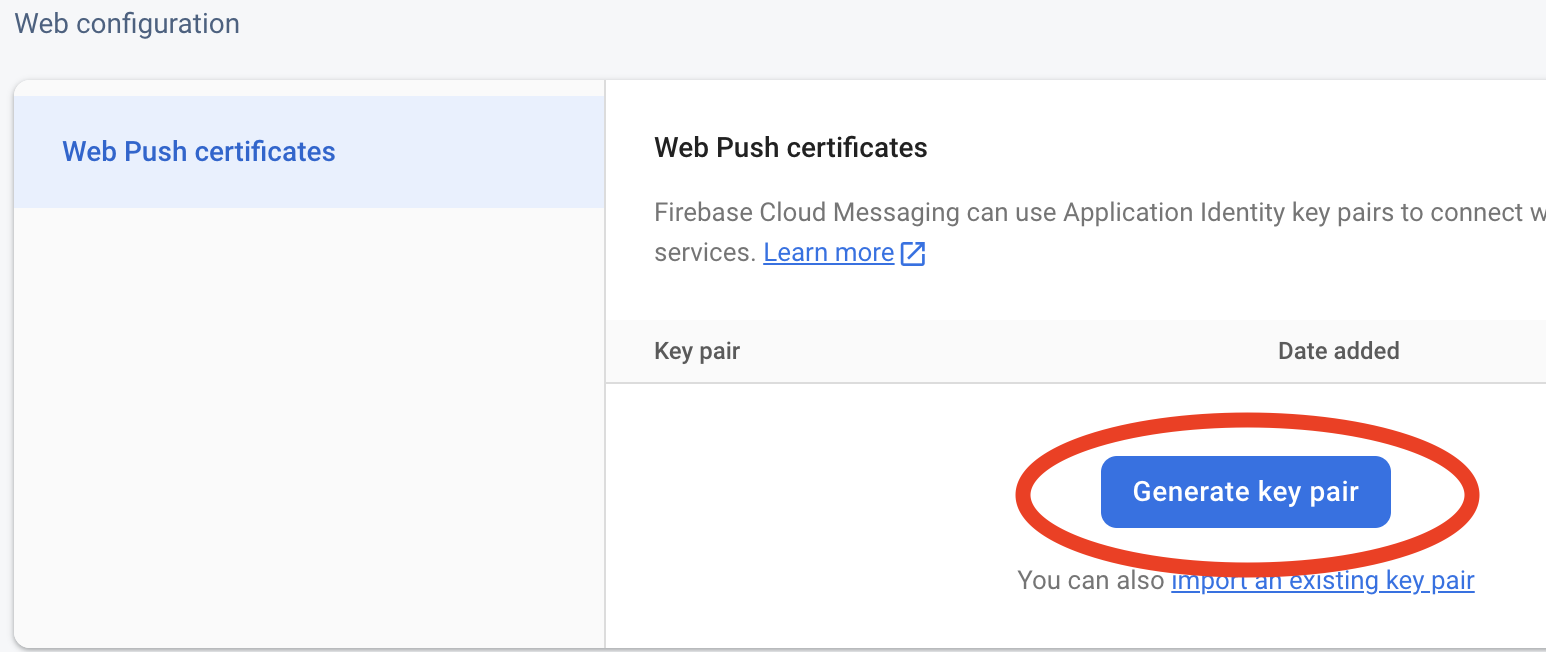 Web configuration
Web Push certificates
Web Push certificates
Firebase Cloud Messaging can use Application Identity key pairs to connect w
services. Learn more
Key pair
Date added
Generate key pair
You can also import an existing key pair